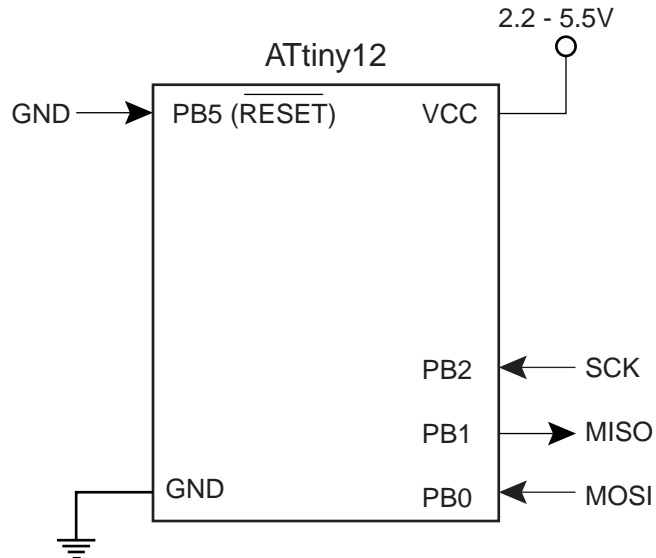 2.2 - 5.5V
ATtiny12
GND
PB5 (RESET)
VCC
PB2
SCK
PB1
MISO
GND
PB0
MOSI